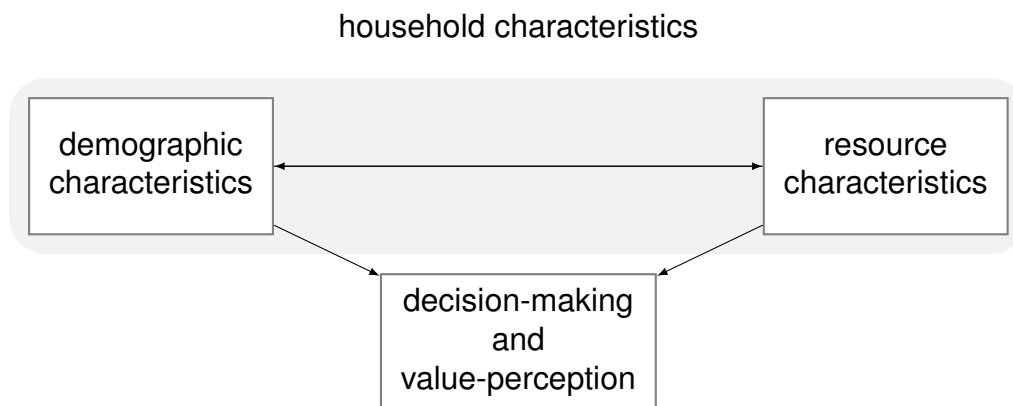 household characteristics
demographic
characteristics
resource
characteristics
decision-making
and
value-perception